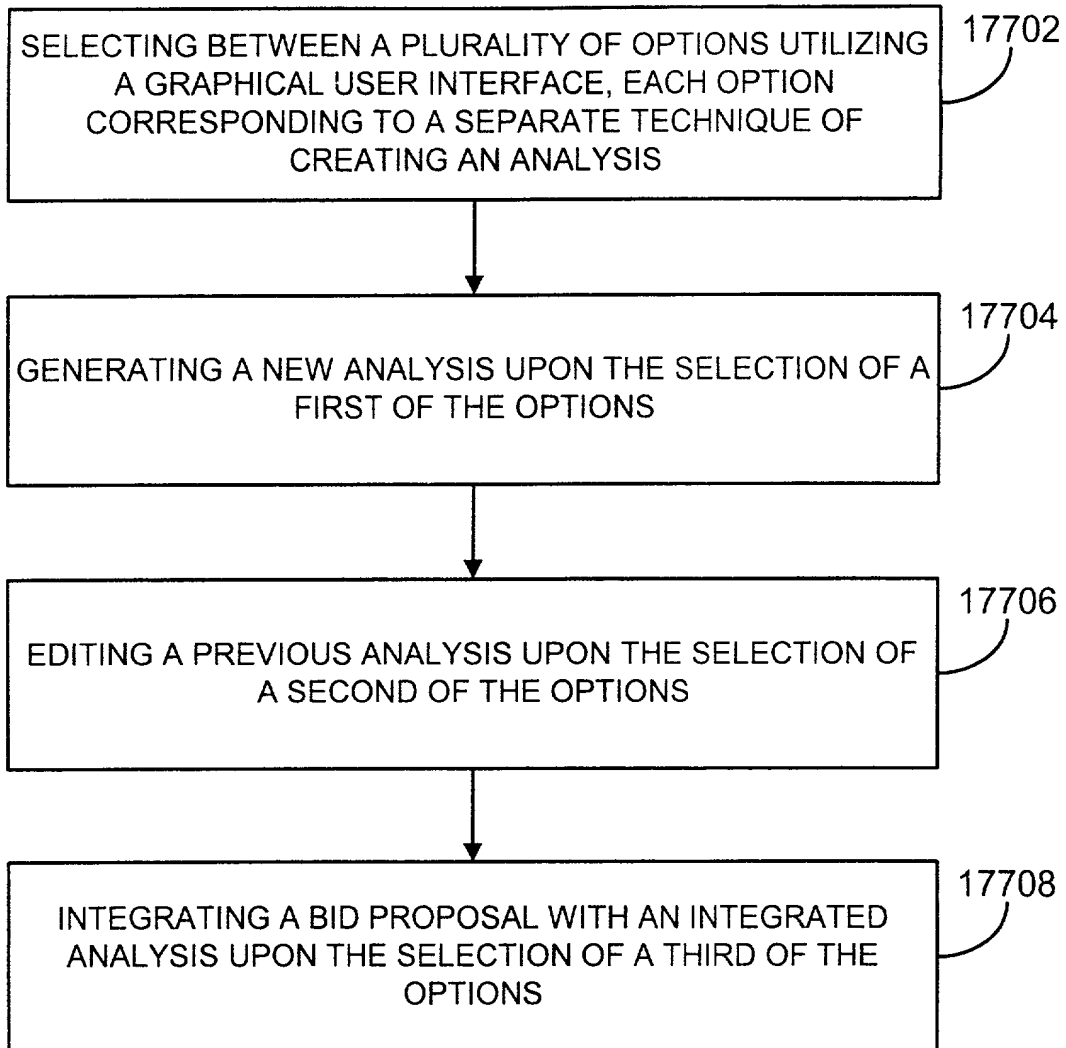 SELECTING BETWEEN A PLURALITY OF OPTIONS UTILIZING
A GRAPHICAL USER INTERFACE, EACH OPTION
CORRESPONDING TO A SEPARATE TECHNIQUE OF
CREATING AN ANALYSIS
17702
GENERATING A NEW ANALYSIS UPON THE SELECTION OF A
FIRST OF THE OPTIONS
17704
EDITING A PREVIOUS ANALYSIS UPON THE SELECTION OF
A SECOND OF THE OPTIONS
17706
INTEGRATING A BID PROPOSAL WITH AN INTEGRATED
ANALYSIS UPON THE SELECTION OF A THIRD OF THE
OPTIONS
17708